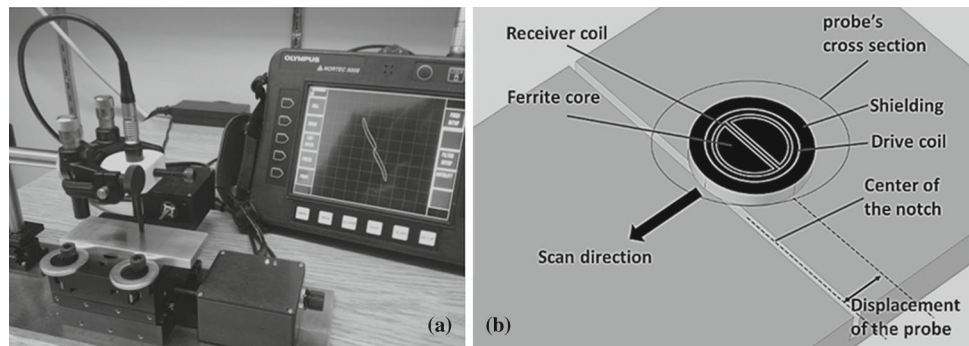 OLYMPUS
NORTEC 500S
(a)
(b)
Receiver coil
Ferrite core
probe's
cross section
Shielding
Drive coil
Center of
the notch
Scan direction
Displacement
of the probe